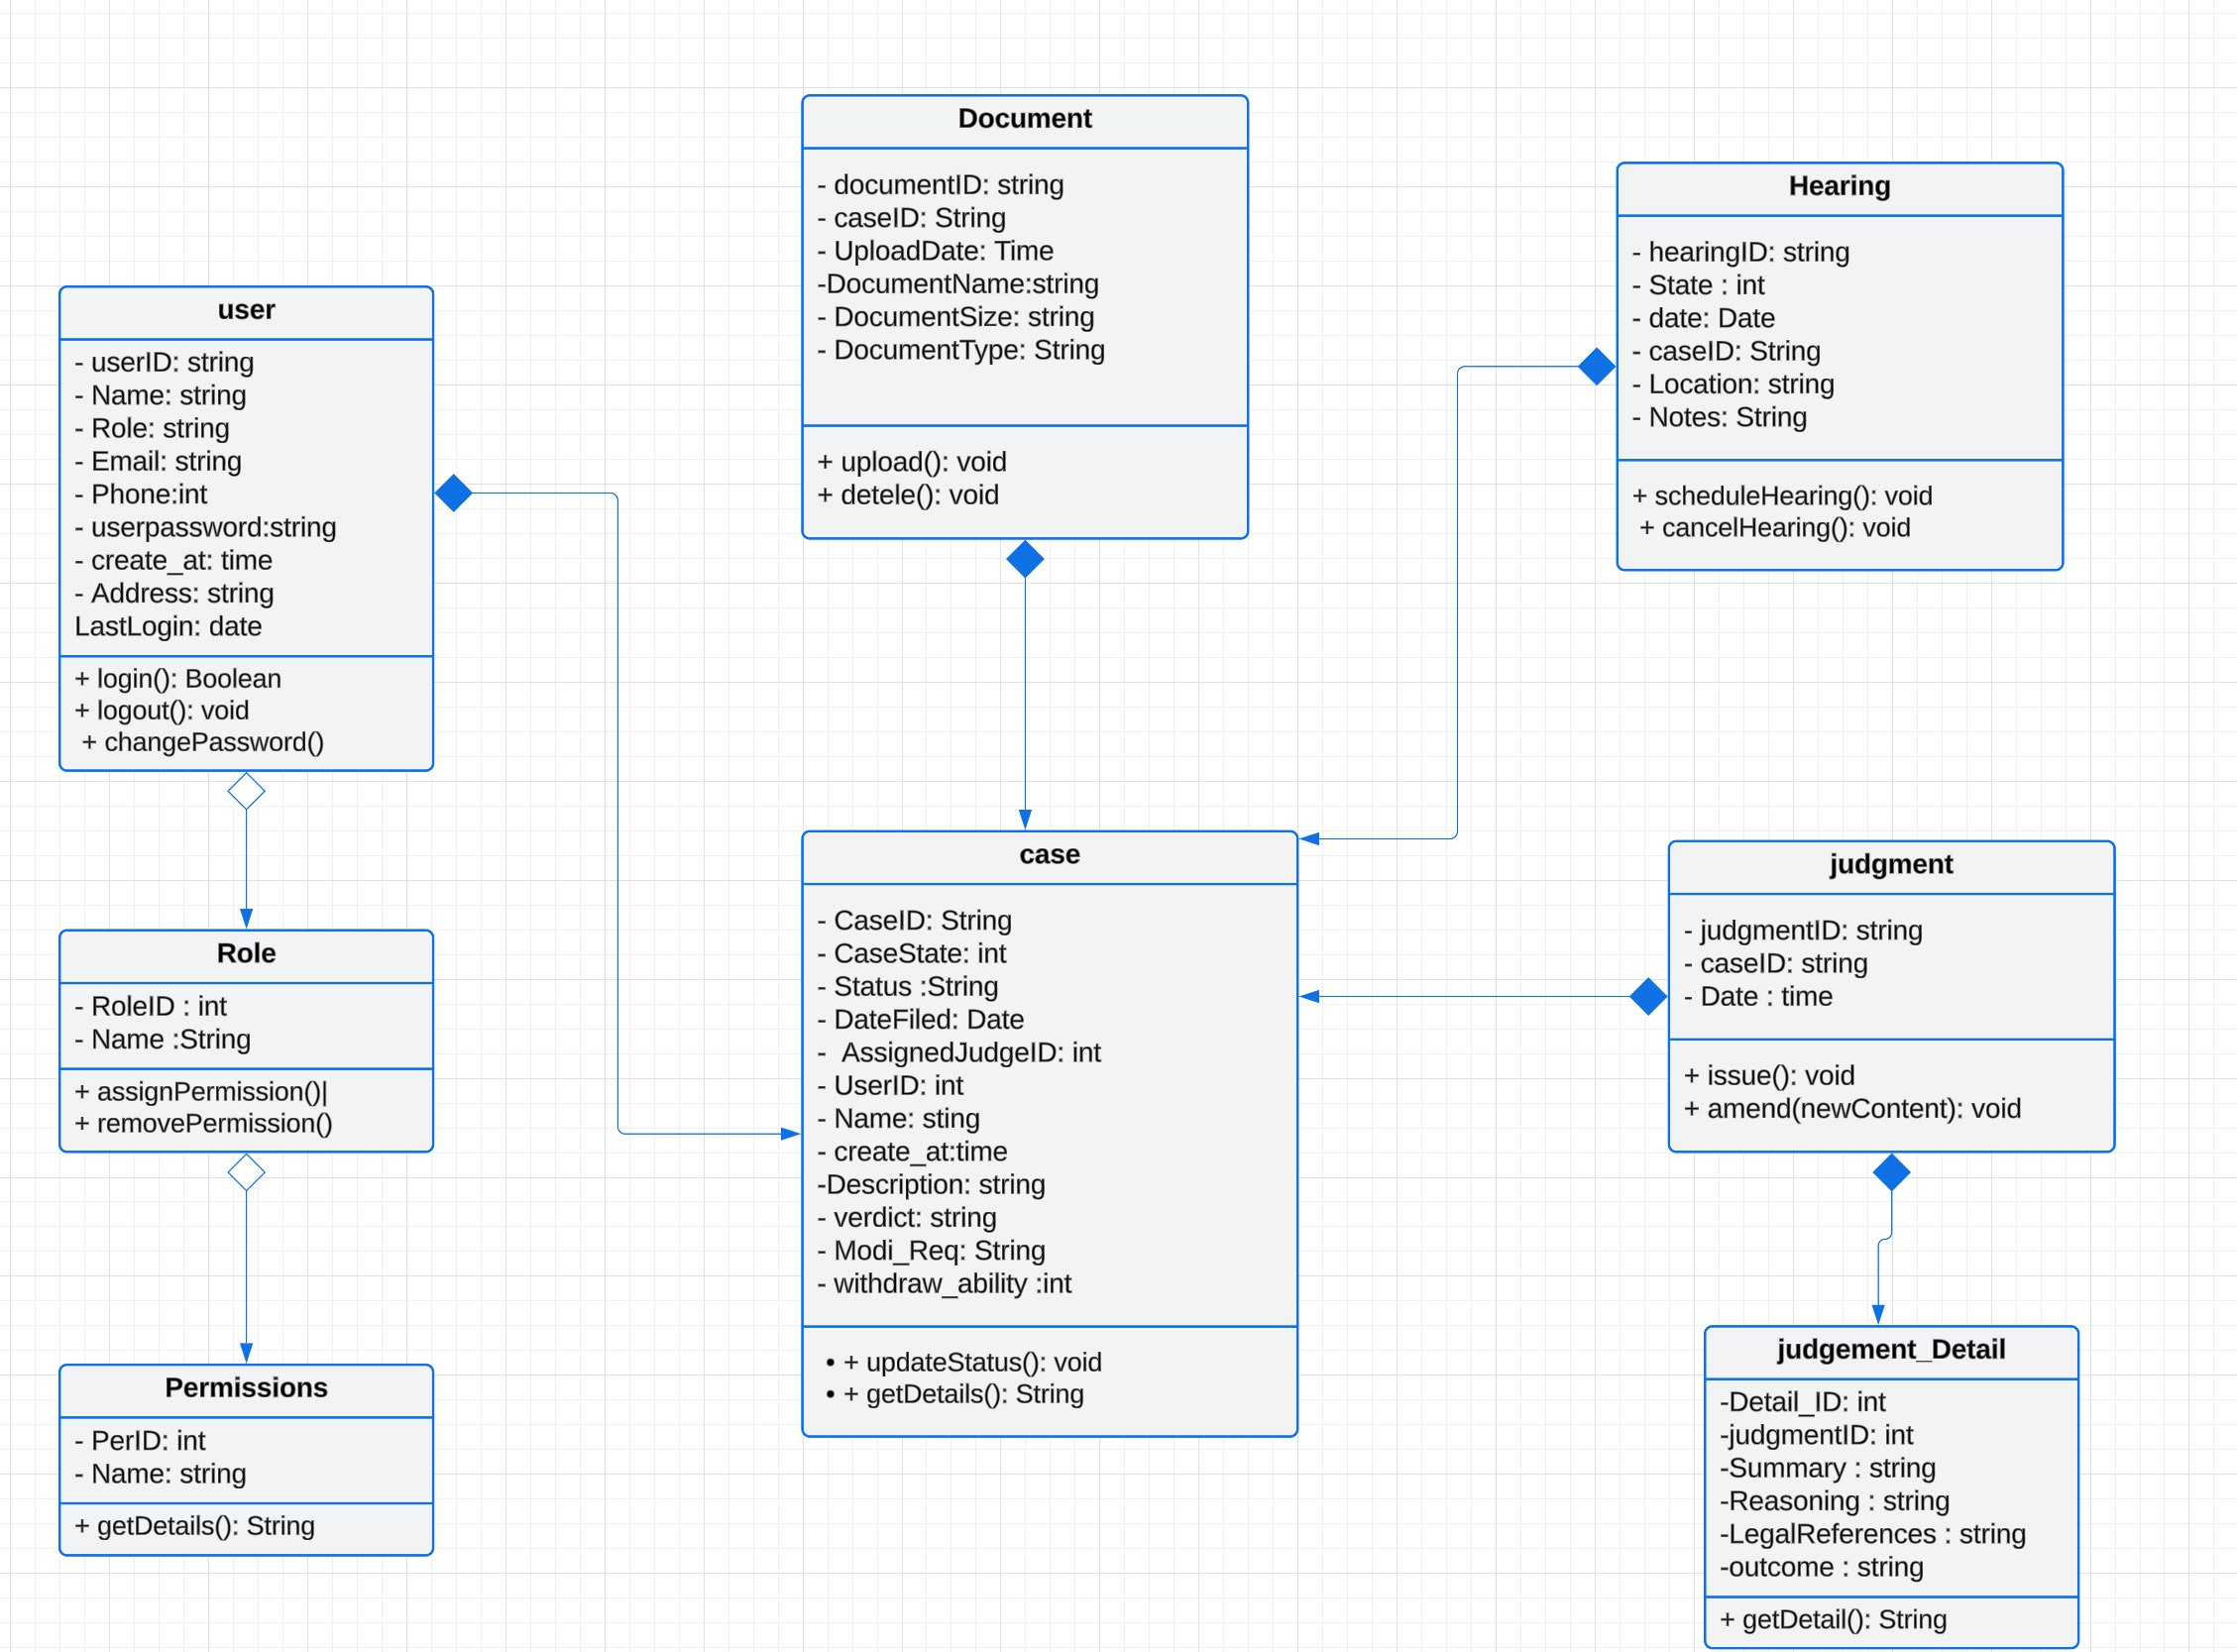 Document
- documentID: string
- caseID: String
- UploadDate: Time
-DocumentName:string
- DocumentSize: string
- DocumentType: String
+ upload(): void
+ detele(): void
Hearing
- hearingID: string
- State : int
- date: Date
- caseID: String
- Location: string
- Notes: String
+ scheduleHearing(): void
+ cancelHearing(): void
user
- userID: string
- Name: string
- Role: string
- Email: string
- Phone:int
- userpassword:string
- create_at: time
- Address: string
LastLogin: date
+ login(): Boolean
+ logout(): void
+ changePassword()
case
- CaseID: String
- CaseState: int
- Status :String
- DateFiled: Date
-  AssignedJudgeID: int
- UserID: int
- Name: sting
- create_at:time
-Description: string
- verdict: string
- Modi_Req: String
- withdraw_ability :int
• + updateStatus(): void
• + getDetails(): String
judgment
- judgmentID: string
- caseID: string
- Date : time
+ issue(): void
+ amend(newContent): void
Role
- RoleID : int
- Name :String
+ assignPermission()|
+ removePermission()
Permissions
- PerID: int
- Name: string
+ getDetails(): String
judgement_Detail
-Detail_ID: int
-judgmentID: int
-Summary : string
-Reasoning : string
-LegalReferences : string
-outcome : string
+ getDetail(): String